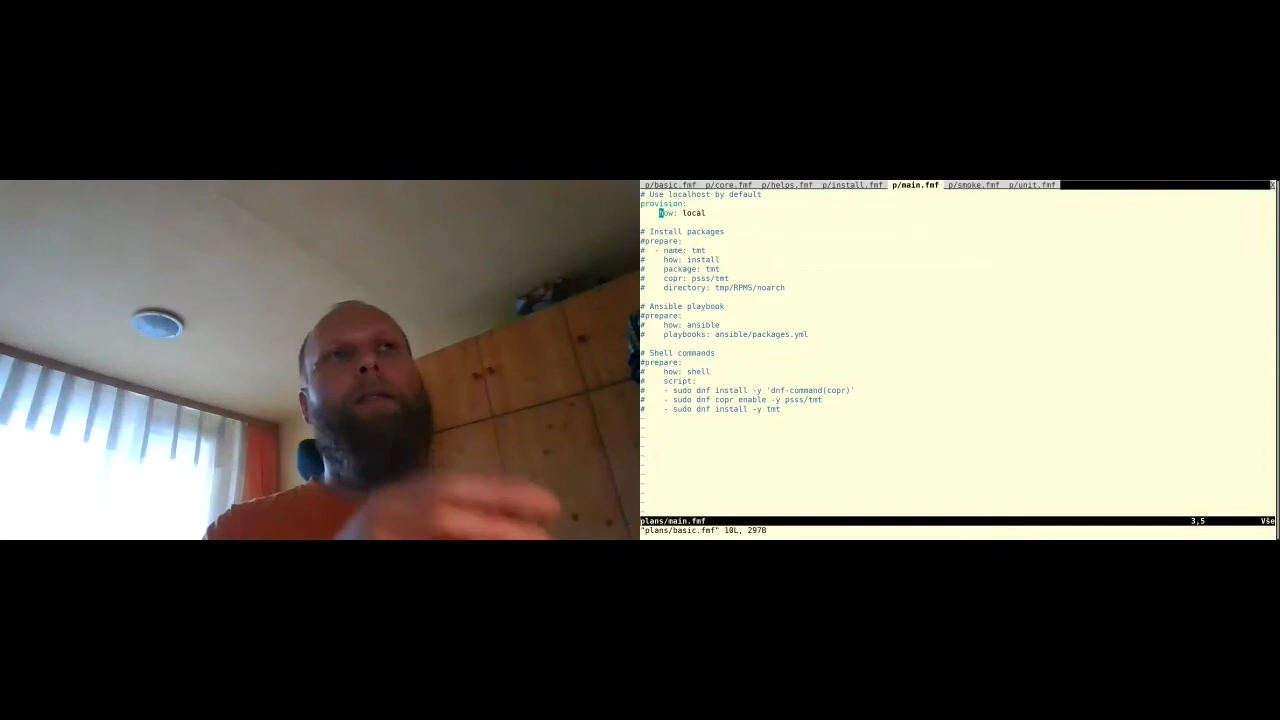 p/basic.fmf p/core.fmf p/helps.fmf p/install.fmf p/main.fmf p/smoke.fmf p/unit.fmf X
# Use localhost by default
provision:
    how: local
# Install packages
#prepare:
#  - name: tmt
#    how: install
#    package: tmt
#    copr: psss/tmt
#    directory: tmp/RPMS/noarch
# Ansible playbook
#prepare:
#    how: ansible
#    playbooks: ansible/packages.yml
# Shell commands
#prepare:
#    how: shell
#    script:
#    - sudo dnf install -y 'dnf-command(copr)'
#    - sudo dnf copr enable -y psss/tmt
#    - sudo dnf install -y tmt
~
~
~
~
~
~
~
~
~
~
plans/main.fmf 3,5 Vše
"plans/basic.fmf" 10L, 297B